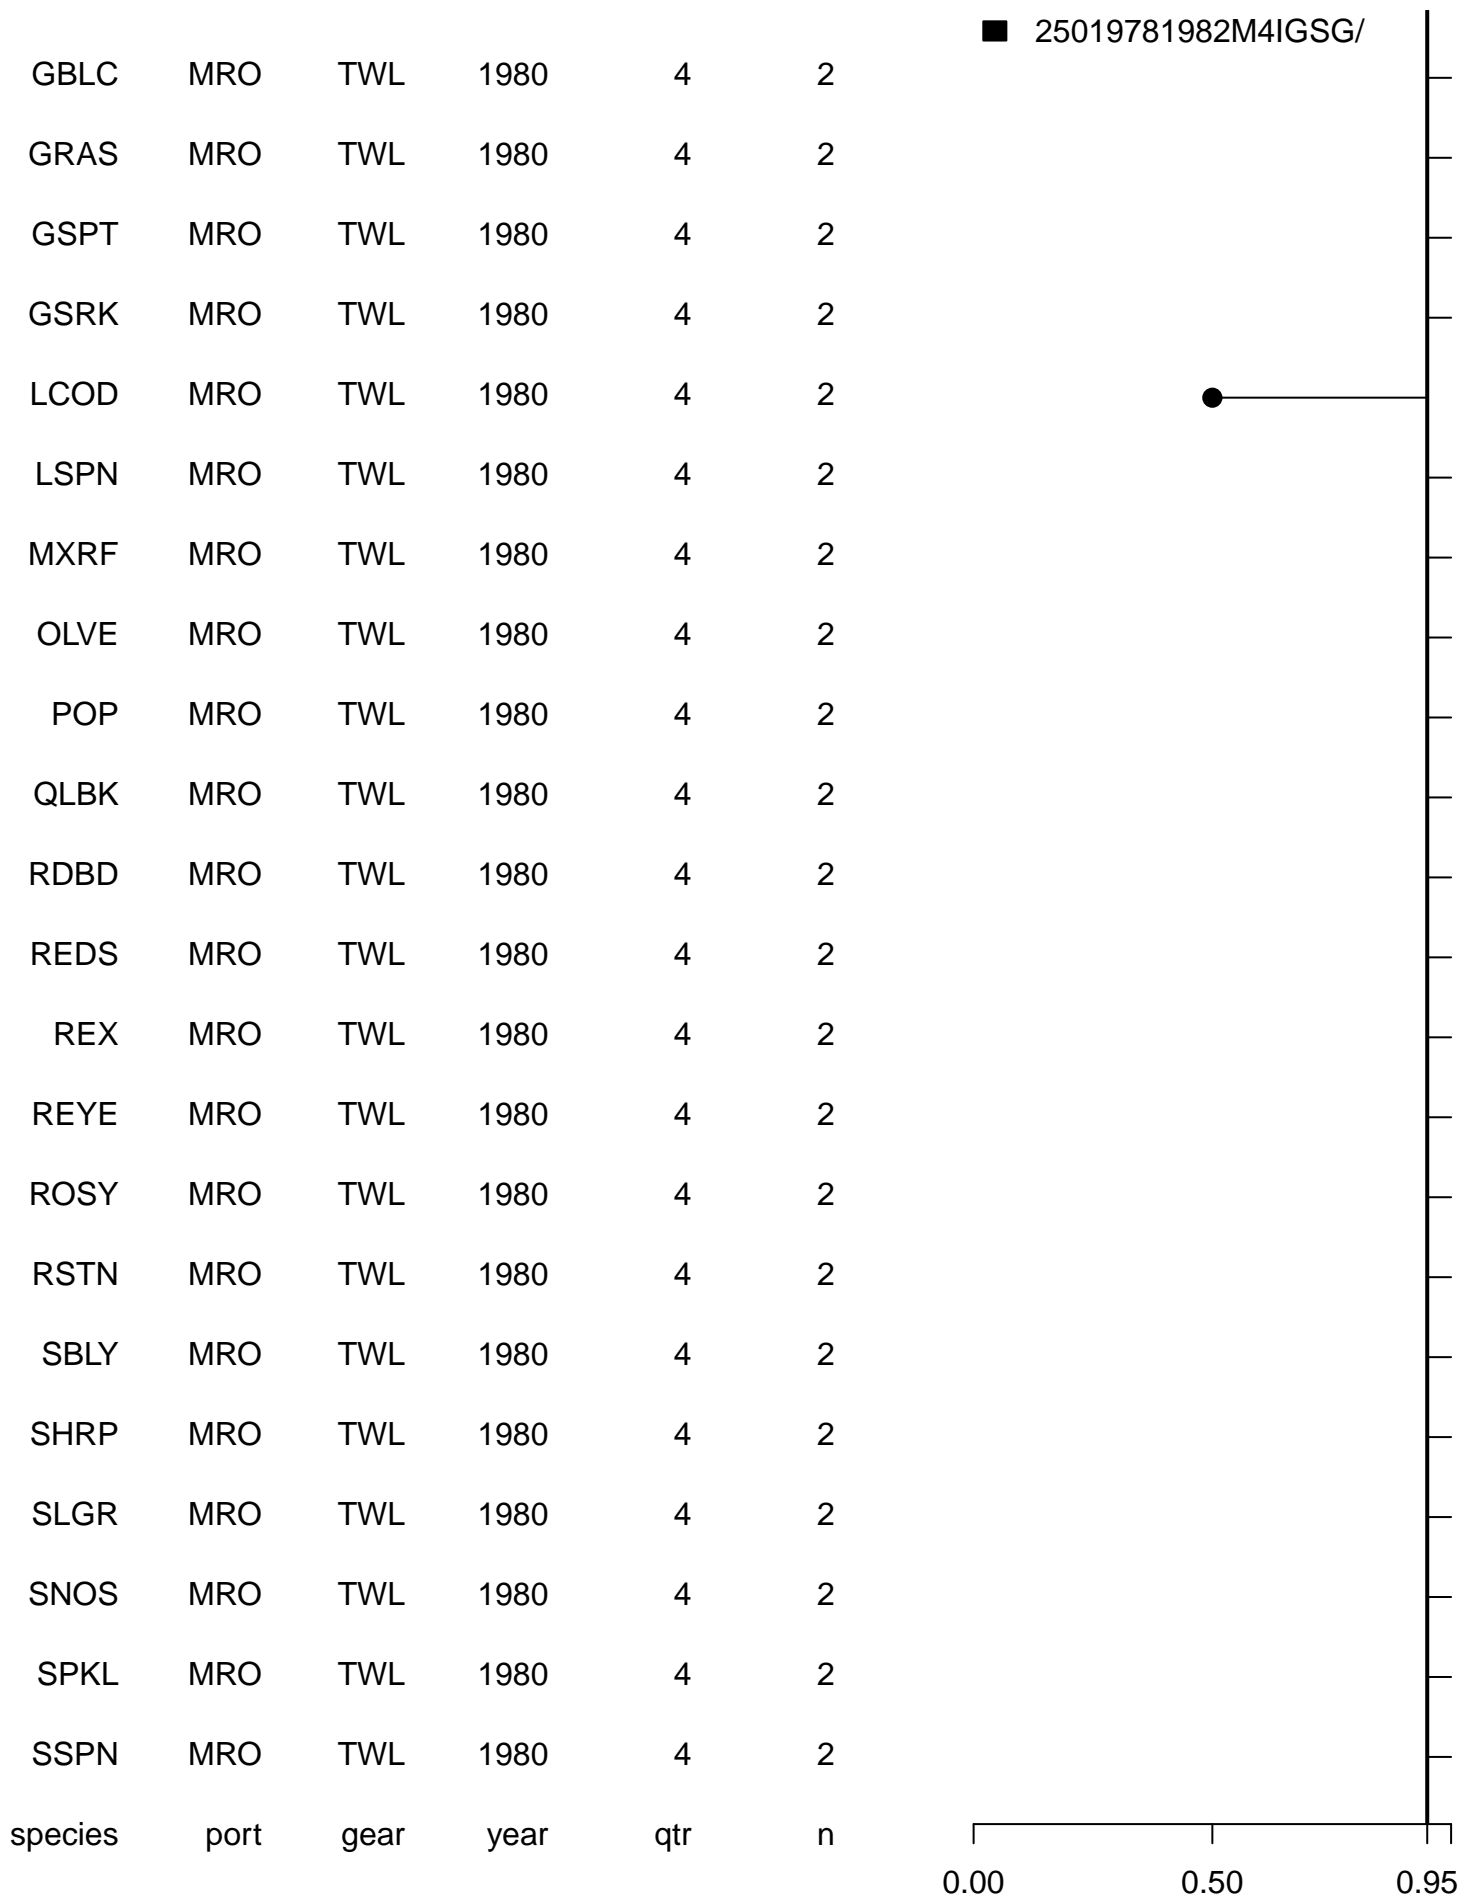 25019781982M4IGSG/
GBLC MRO TWL 1980 4 2
GRAS MRO TWL 1980 4 2
GSPT MRO TWL 1980 4 2
GSRK MRO TWL 1980 4 2
LCOD MRO TWL 1980 4 2
LSPN MRO TWL 1980 4 2
MXRF MRO TWL 1980 4 2
OLVE MRO TWL 1980 4 2
POP MRO TWL 1980 4 2
QLBK MRO TWL 1980 4 2
RDBD MRO TWL 1980 4 2
REDS MRO TWL 1980 4 2
REX MRO TWL 1980 4 2
REYE MRO TWL 1980 4 2
ROSY MRO TWL 1980 4 2
RSTN MRO TWL 1980 4 2
SBLY MRO TWL 1980 4 2
SHRP MRO TWL 1980 4 2
SLGR MRO TWL 1980 4 2
SNOS MRO TWL 1980 4 2
SPKL MRO TWL 1980 4 2
SSPN MRO TWL 1980 4 2
species port gear year qtr n
0.00 0.50 0.95